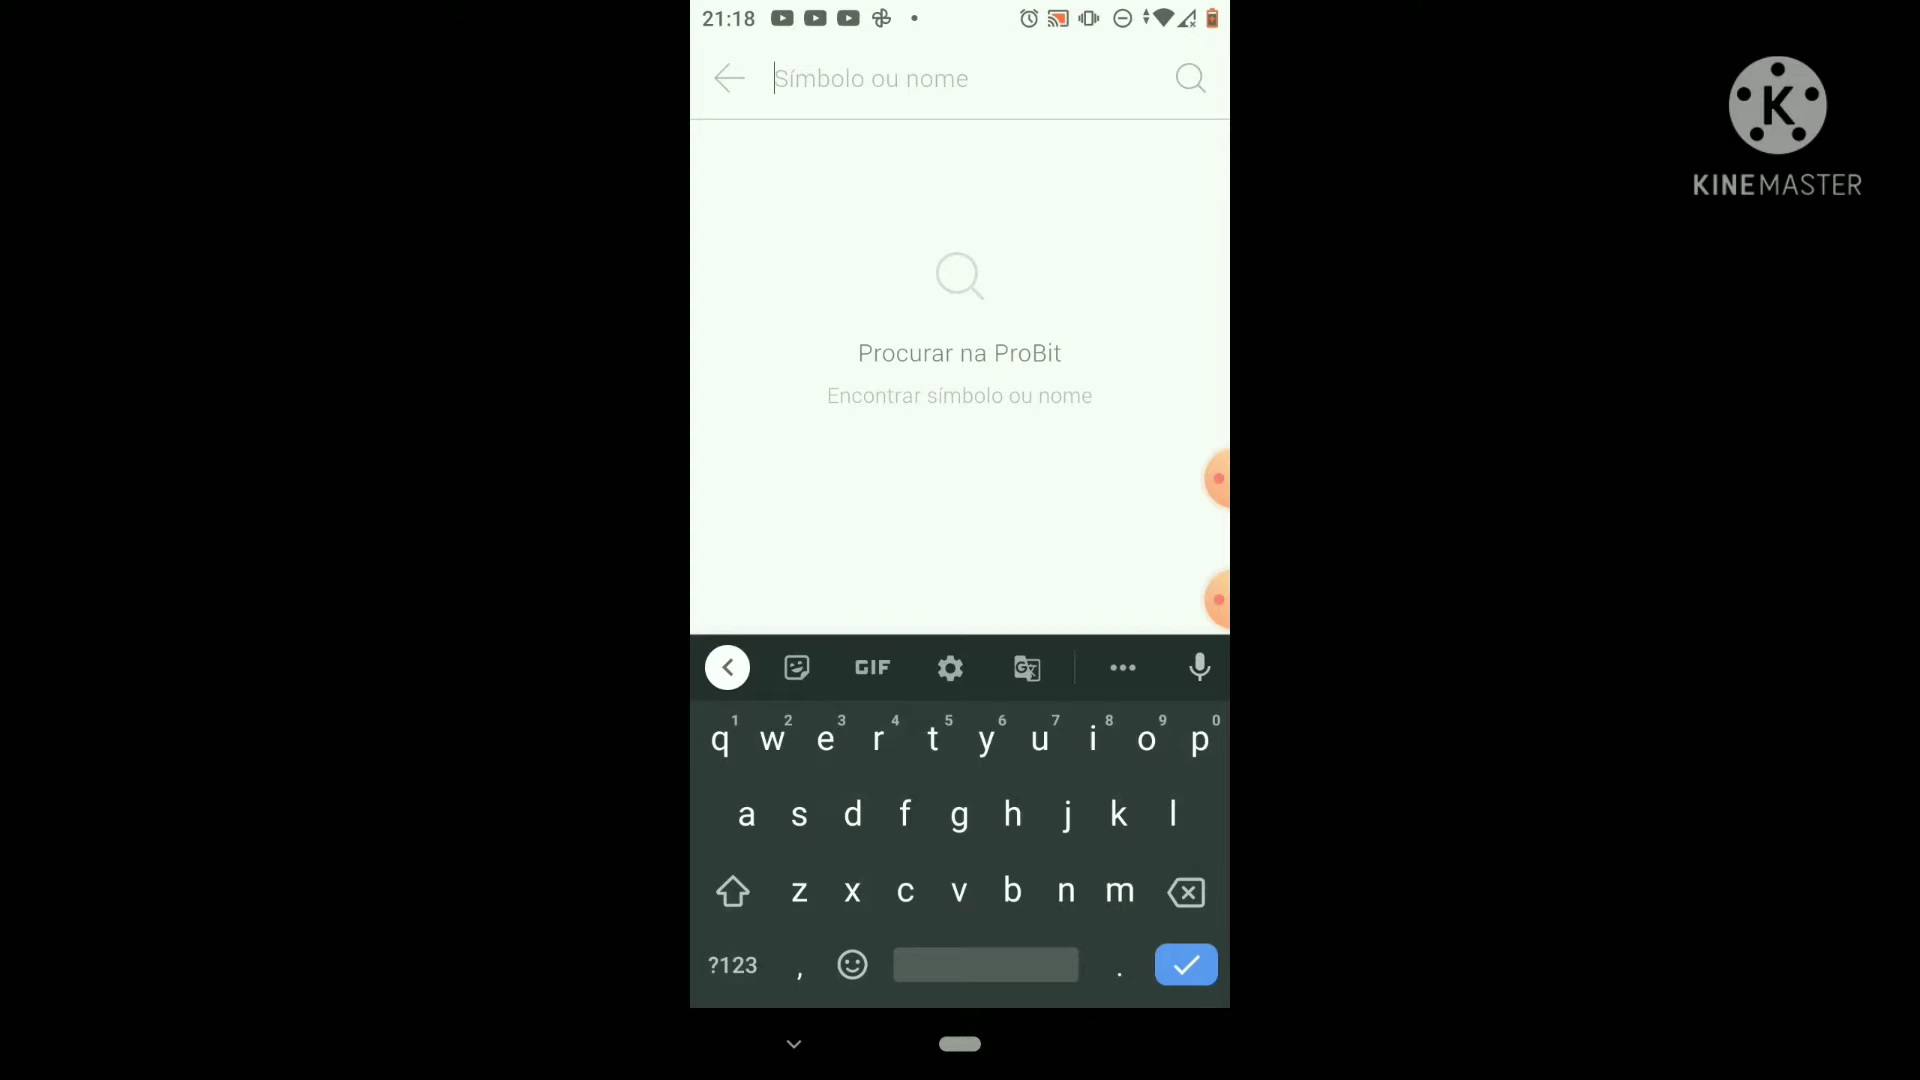 21:18
Símbolo ou nome
K
KINEMASTER
Procurar na ProBit
Encontrar símbolo ou nome
GIF
1 2 3 4 5 6 7 8 9 0
q w e r t y u i o p
a s d f g h j k l
z x c v b n m
?123 , .